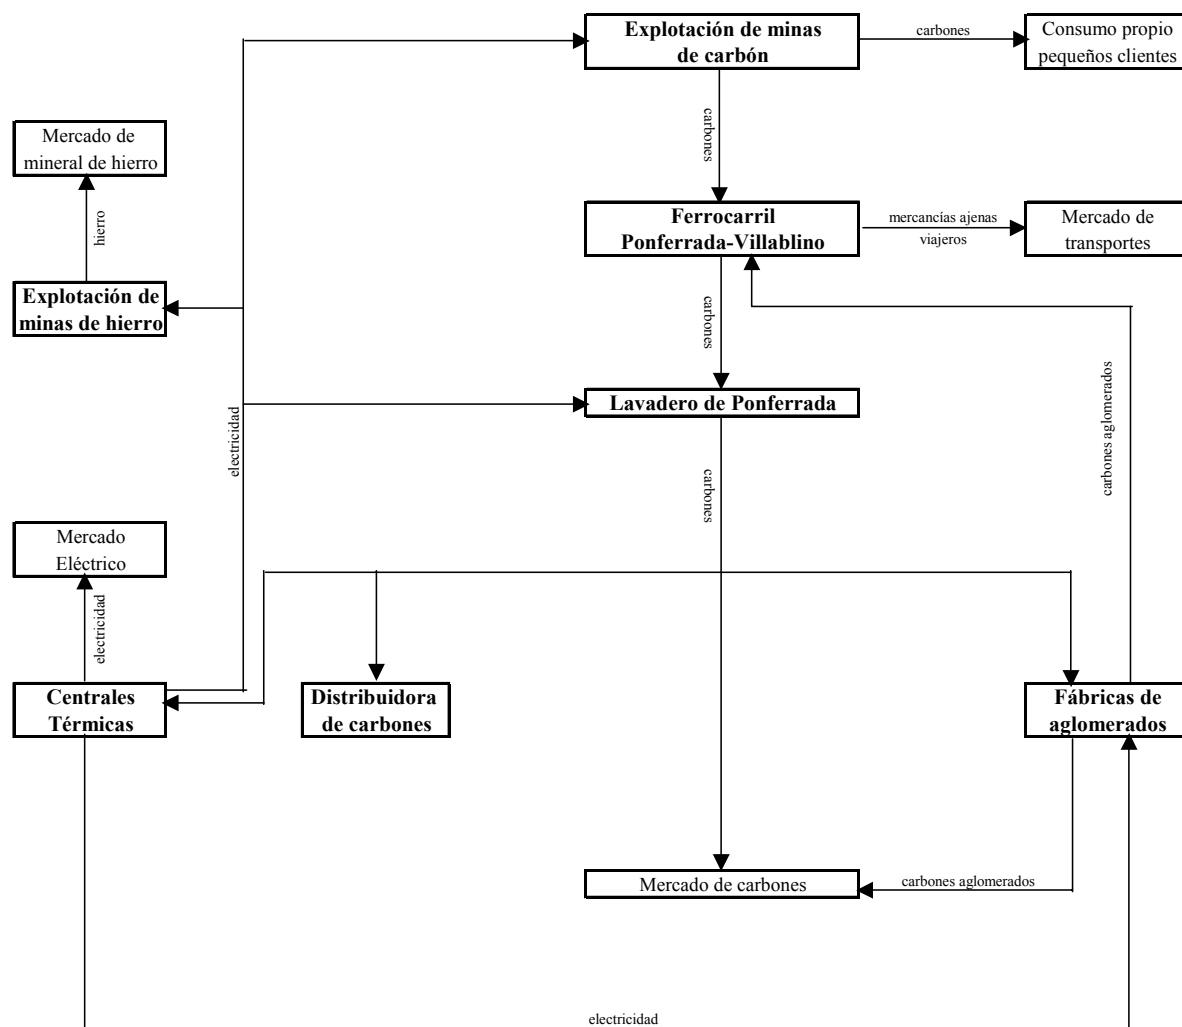 Explotación de minas
de carbón
carbones
Consumo propio
pequeños clientes
carbones
Mercado de
mineral de hierro
hierro
Ferrocarril
Ponferrada-Villablino
mercancías ajenas
viajeros
Mercado de
transportes
Explotación de
minas de hierro
carbones
carbones aglomerados
Lavadero de Ponferrada
electricidad
carbones
Mercado
Eléctrico
electricidad
Centrales
Térmicas
Distribuidora
de carbones
Fábricas de
aglomerados
Mercado de carbones
carbones aglomerados
electricidad